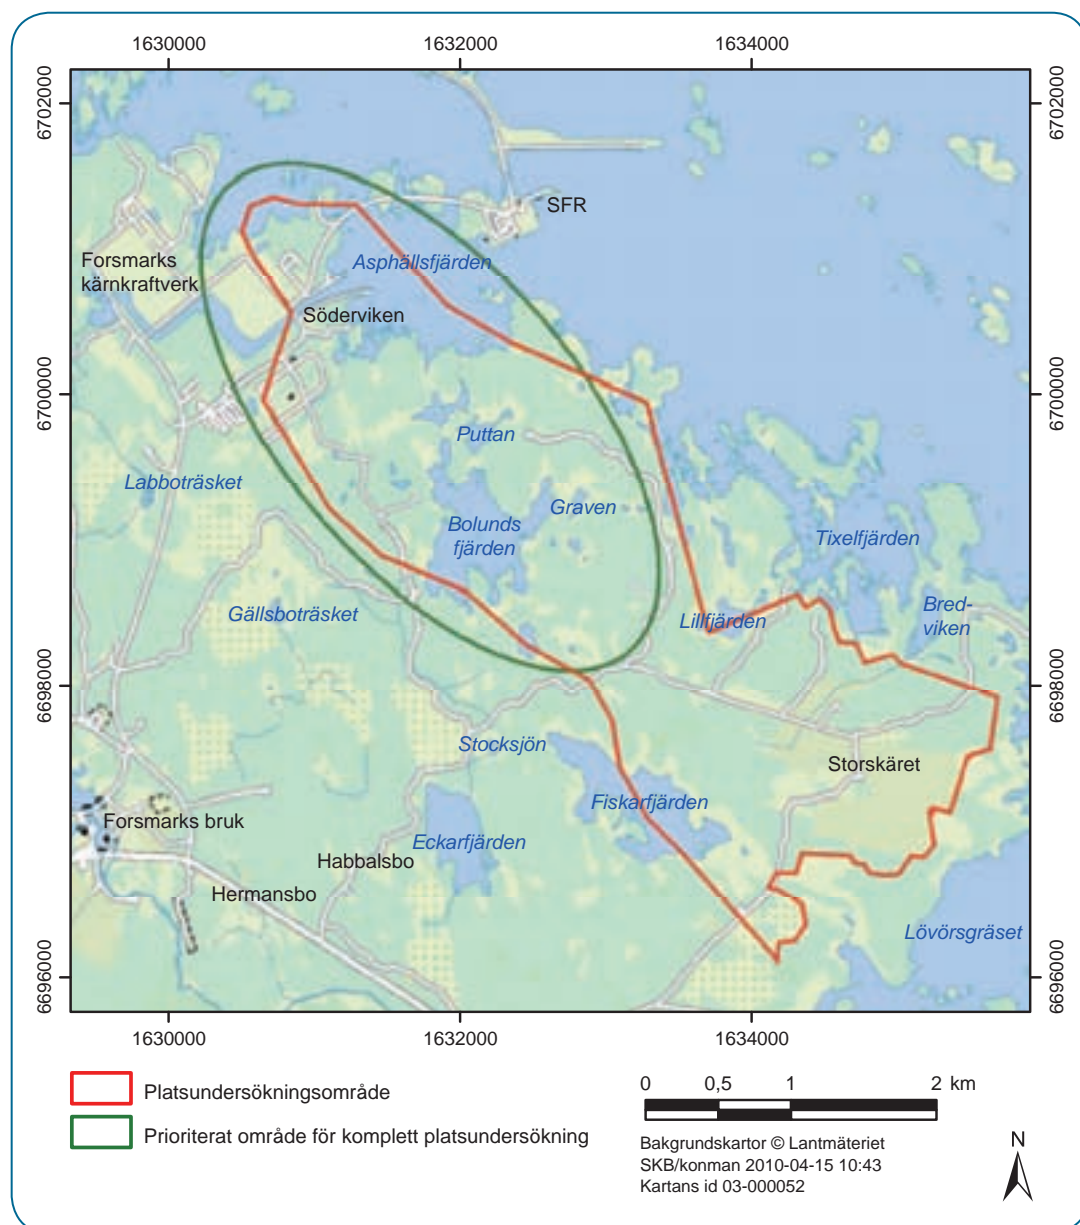 1630000
1632000
1634000
6702000
6702000
SFR
Forsmarks
kärnkraftverk
Asphällsfjärden
Söderviken
6700000
6700000
Puttan
Labboträsket
Graven
Bolunds
fjärden
Tixelfjärden
Gällsboträsket
Lillfjärden
Bred-
viken
6698000
6698000
Stocksjön
Storskäret
Fiskarfjärden
Forsmarks bruk
Eckarfjärden
Habbalsbo
Hermansbo
Lövörsgräset
6696000
6696000
1630000
1632000
1634000
Platsundersökningsområde
Prioriterat område för komplett platsundersökning
0 0,5 1 2 km
Bakgrundskartor © Lantmäteriet
SKB/konman 2010-04-15 10:43
Kartans id 03-000052
N